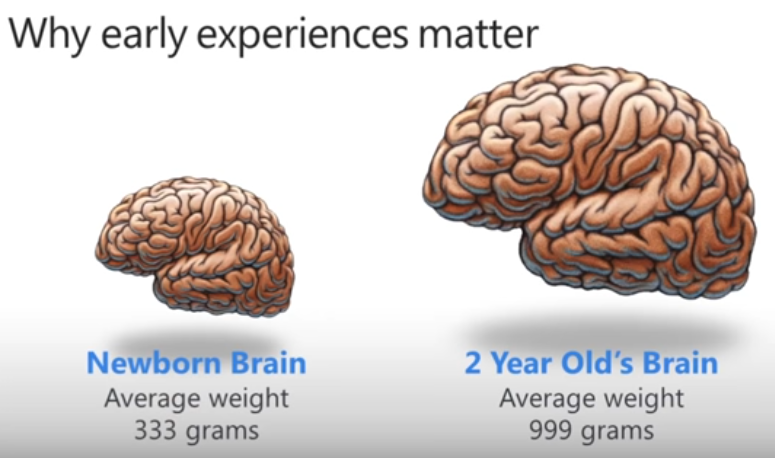 Why early experiences matter
Newborn Brain
Average weight
333 grams
2 Year Old's Brain
Average weight
999 grams